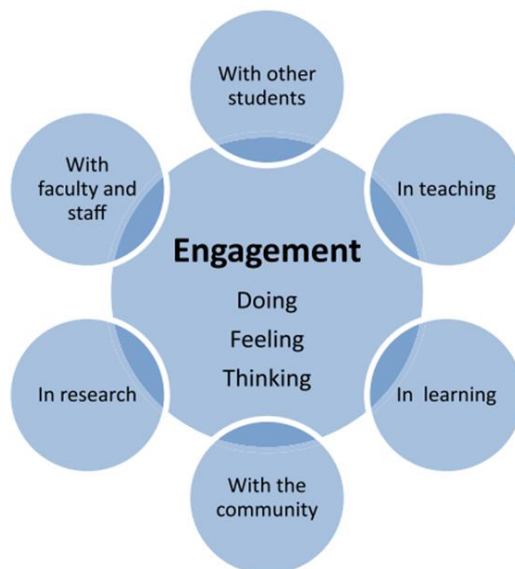 With other
students
With
faculty and
staff
In teaching
Engagement
Doing
Feeling
Thinking
In research
In learning
With the
community